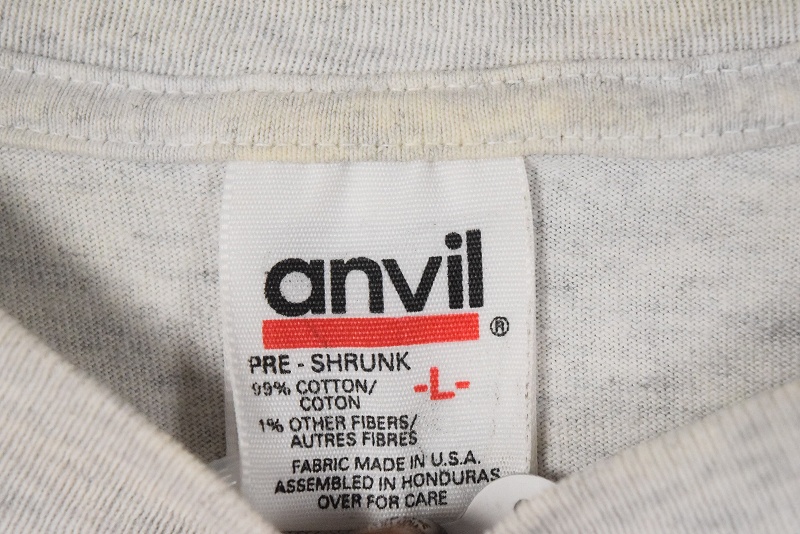 anvil
®
PRE - SHRUNK
99% COTTON/
COTON
-L-
1% OTHER FIBERS/
AUTRES FIBRES
FABRIC MADE IN U.S.A.
ASSEMBLED IN HONDURAS
OVER FOR CARE